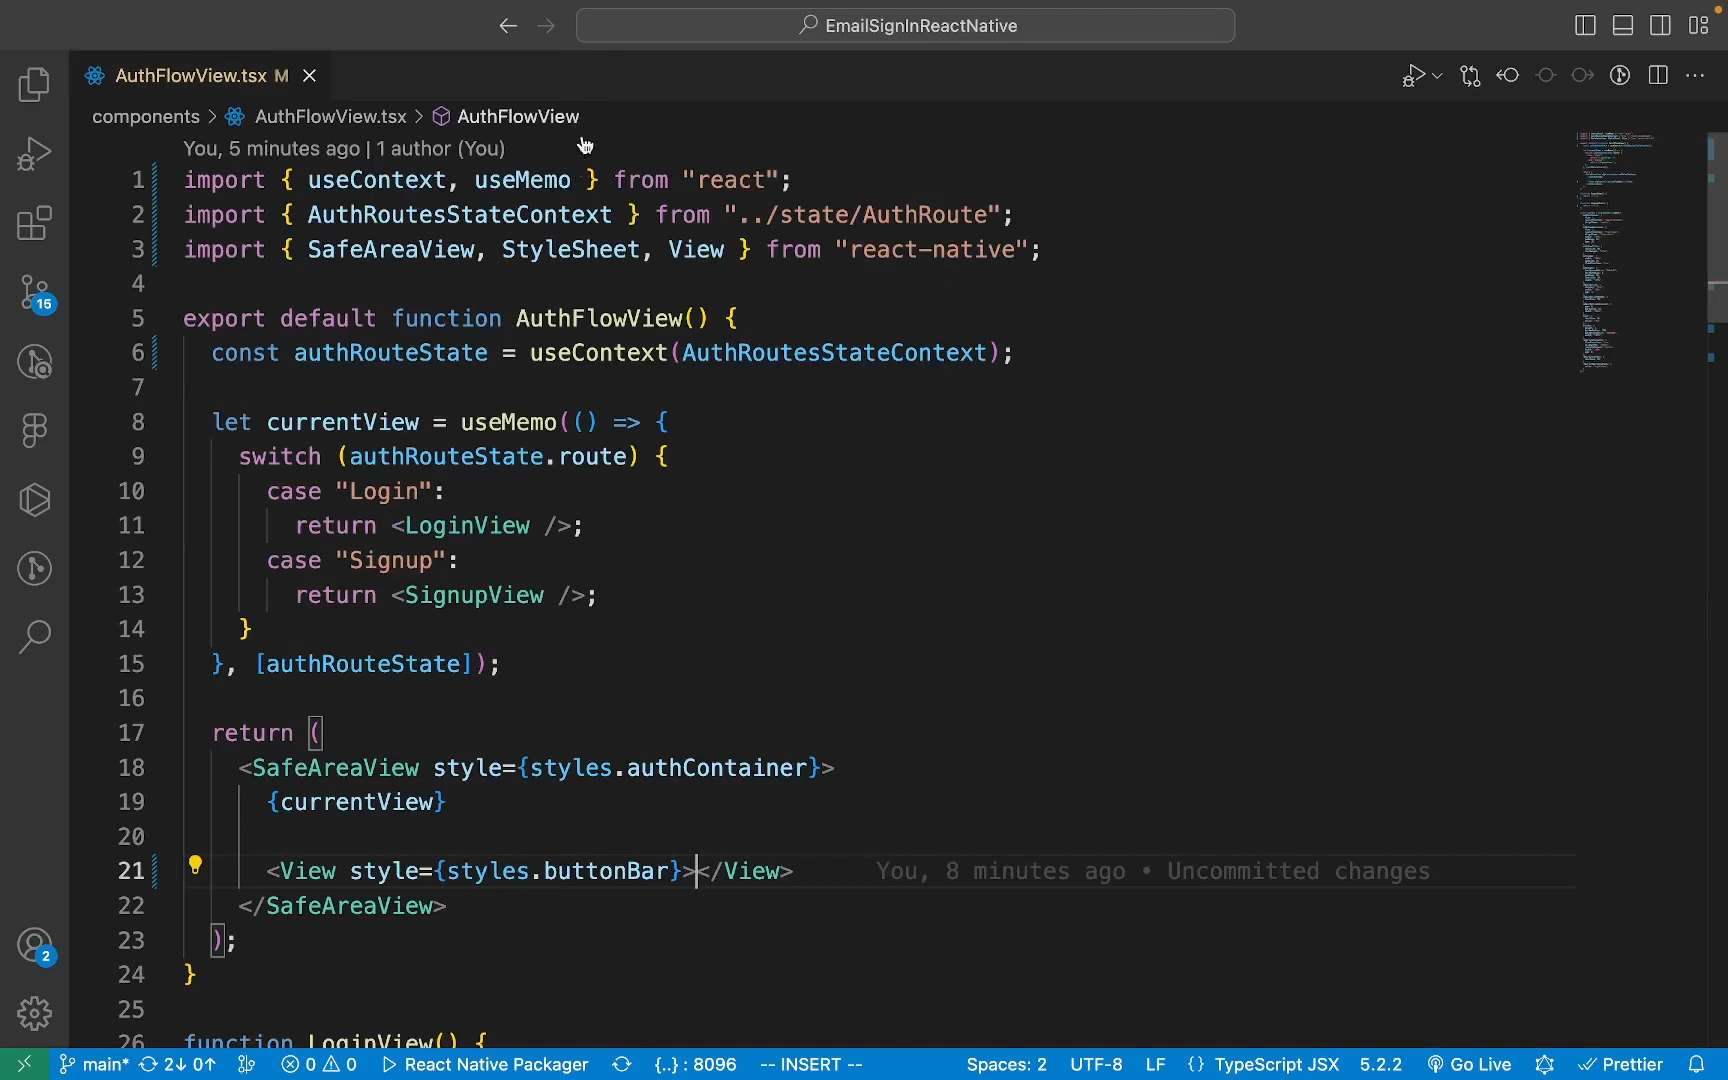 EmailSignInReactNative
AuthFlowView.tsx M
components > AuthFlowView.tsx > AuthFlowView
You, 5 minutes ago | 1 author (You)
1 import { useContext, useMemo } from "react";
2 import { AuthRoutesStateContext } from "../state/AuthRoute";
3 import { SafeAreaView, StyleSheet, View } from "react-native";
4
5 export default function AuthFlowView() {
6 const authRouteState = useContext(AuthRoutesStateContext);
7
8 let currentView = useMemo(() => {
9 switch (authRouteState.route) {
10 case "Login":
11 return <LoginView />;
12 case "Signup":
13 return <SignupView />;
14 }
15 }, [authRouteState]);
16
17 return (
18 <SafeAreaView style={styles.authContainer}>
19 {currentView}
20
21 <View style={styles.buttonBar}></View> You, 8 minutes ago • Uncommitted changes
22 </SafeAreaView>
23 );
24 }
25
26 function LoginView() {
15
2
main* 2↓ 0↑ 0 0 React Native Packager {..} : 8096 -- INSERT -- Spaces: 2 UTF-8 LF {} TypeScript JSX 5.2.2 Go Live Prettier